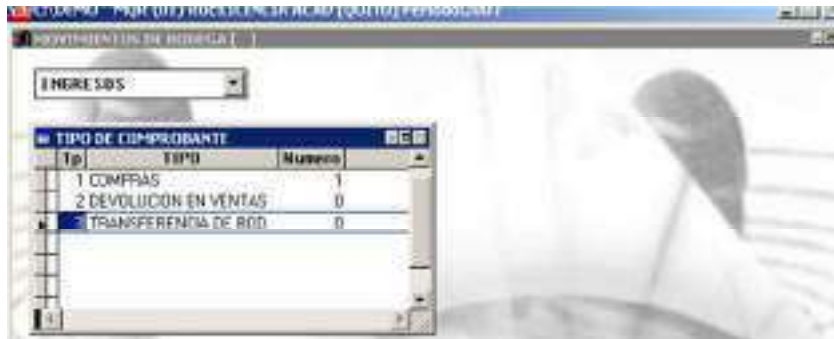 MOVIMIENTOS DE BODEGA [ ]
INGRESOS
TIPO DE COMPROBANTE
Tp TIPO Numero
1 COMPRAS 1
2 DEVOLUCION EN VENTAS 0
3 TRANSFERENCIA DE BOD 0